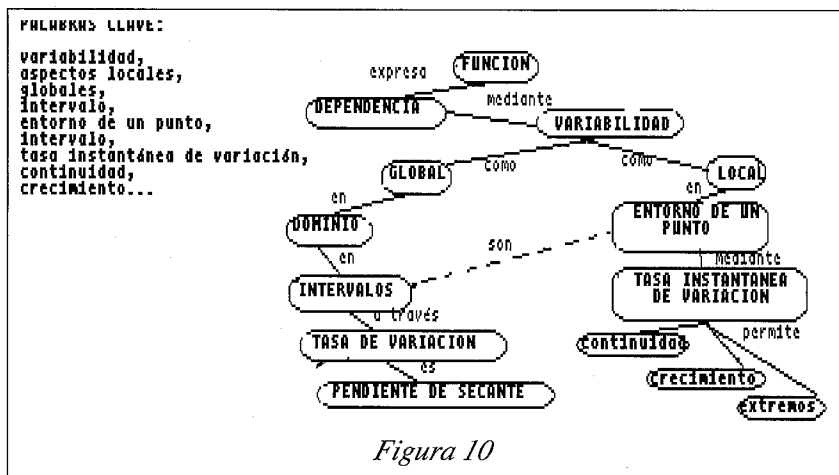 PALABRAS CLAVE:
variabilidad,
aspectos locales,
globales,
intervalo,
entorno de un punto,
intervalo,
tasa instantánea de variación,
continuidad,
crecimiento...
FUNCION
expresa
DEPENDENCIA
mediante
VARIABILIDAD
como
como
GLOBAL
LOCAL
en
en
DOMINIO
ENTORNO DE UN
PUNTO
en
son
mediante
INTERVALOS
TASA INSTANTANEA
DE VARIACION
a través
TASA DE VARIACION
permite
continuidad
es
crecimiento
PENDIENTE DE SECANTE
extremos
Figura 10